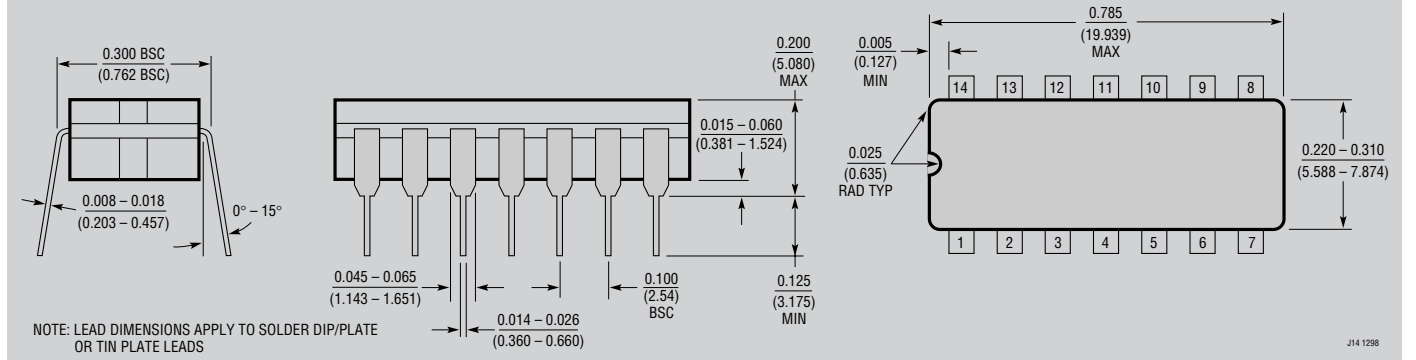 0.300 BSC
(0.762 BSC)
0.008 – 0.018
(0.203 – 0.457)
0° – 15°
0.200
(5.080)
MAX
0.015 – 0.060
(0.381 – 1.524)
0.045 – 0.065
(1.143 – 1.651)
0.014 – 0.026
(0.360 – 0.660)
0.100
(2.54)
BSC
0.125
(3.175)
MIN
0.785
(19.939)
MAX
0.005
(0.127)
MIN
14 13 12 11 10 9 8
0.025
(0.635)
RAD TYP
0.220 – 0.310
(5.588 – 7.874)
1 2 3 4 5 6 7
NOTE: LEAD DIMENSIONS APPLY TO SOLDER DIP/PLATE
OR TIN PLATE LEADS
J14 1298